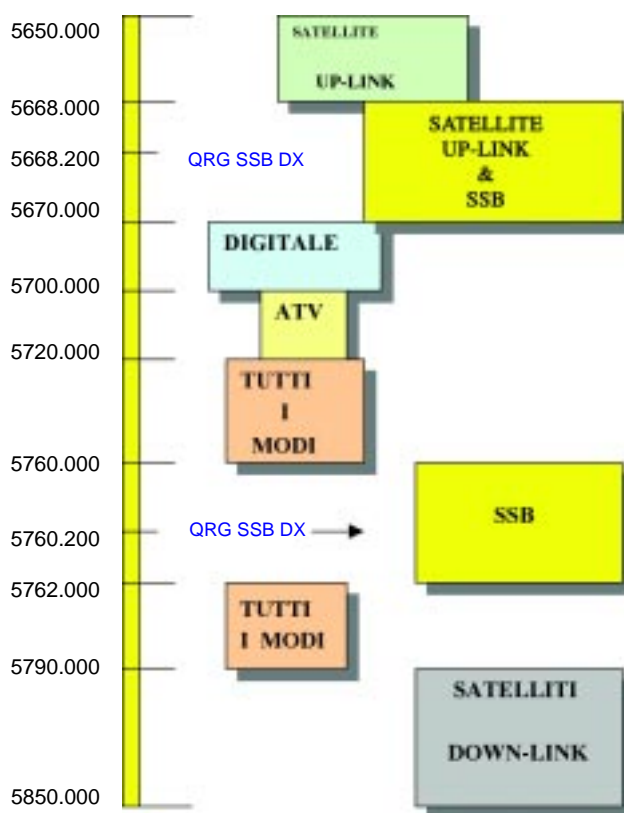 5650.000
SATELLITE
UP-LINK
5668.000
SATELLITE
UP-LINK
&
SSB
5668.200
QRG SSB DX
5670.000
DIGITALE
5700.000
ATV
5720.000
TUTTI
I
MODI
5760.000
SSB
5760.200
QRG SSB DX
5762.000
TUTTI
I MODI
5790.000
SATELLITI
DOWN-LINK
5850.000